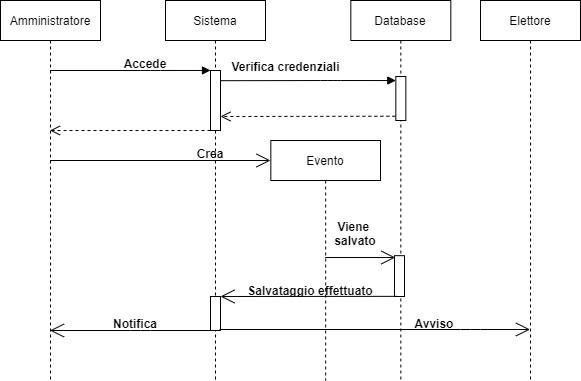 Amministratore
Sistema
Database
Elettore
Accede
Verifica credenziali
Crea
Evento
Viene
salvato
Salvataggio effettuato
Notifica
Avviso